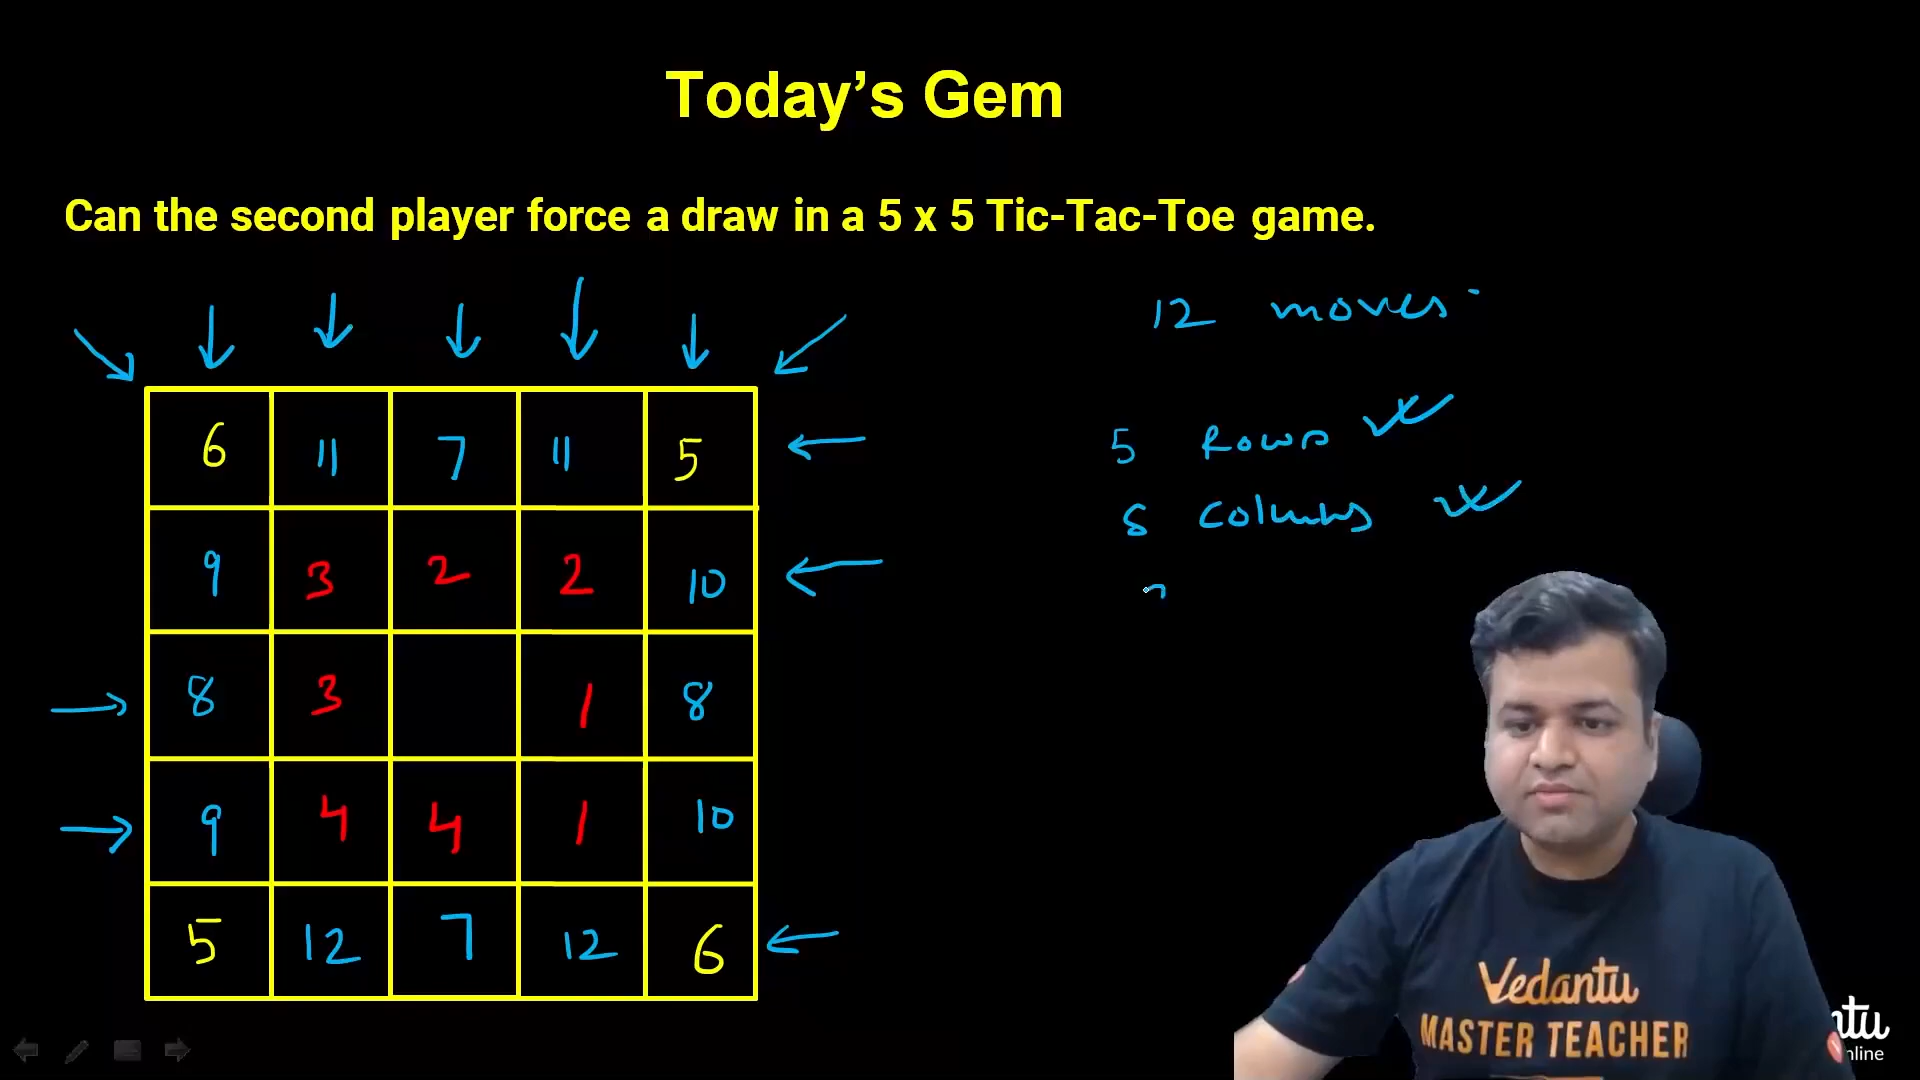 Today's Gem
Can the second player force a draw in a 5 x 5 Tic-Tac-Toe game.
12 moves
5 Rows
5 Columns
6 11 7 11 5
9 3 2 2 10
8 3 1 8
9 4 4 1 10
5 12 7 12 6
Vedantu
MASTER TEACHER
ntu
nline